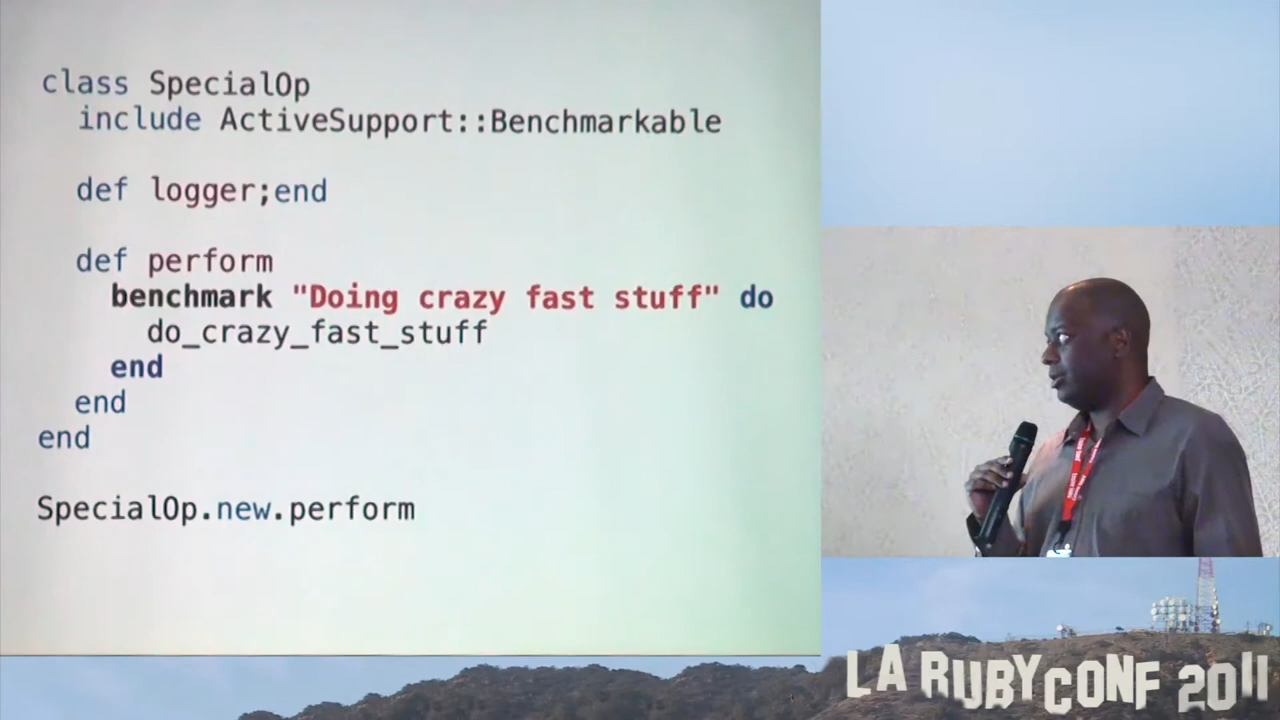 class SpecialOp
include ActiveSupport::Benchmarkable
def logger;end
def perform
benchmark "Doing crazy fast stuff" do
do_crazy_fast_stuff
end
end
end
SpecialOp.new.perform
LA RUBYCONF 2011